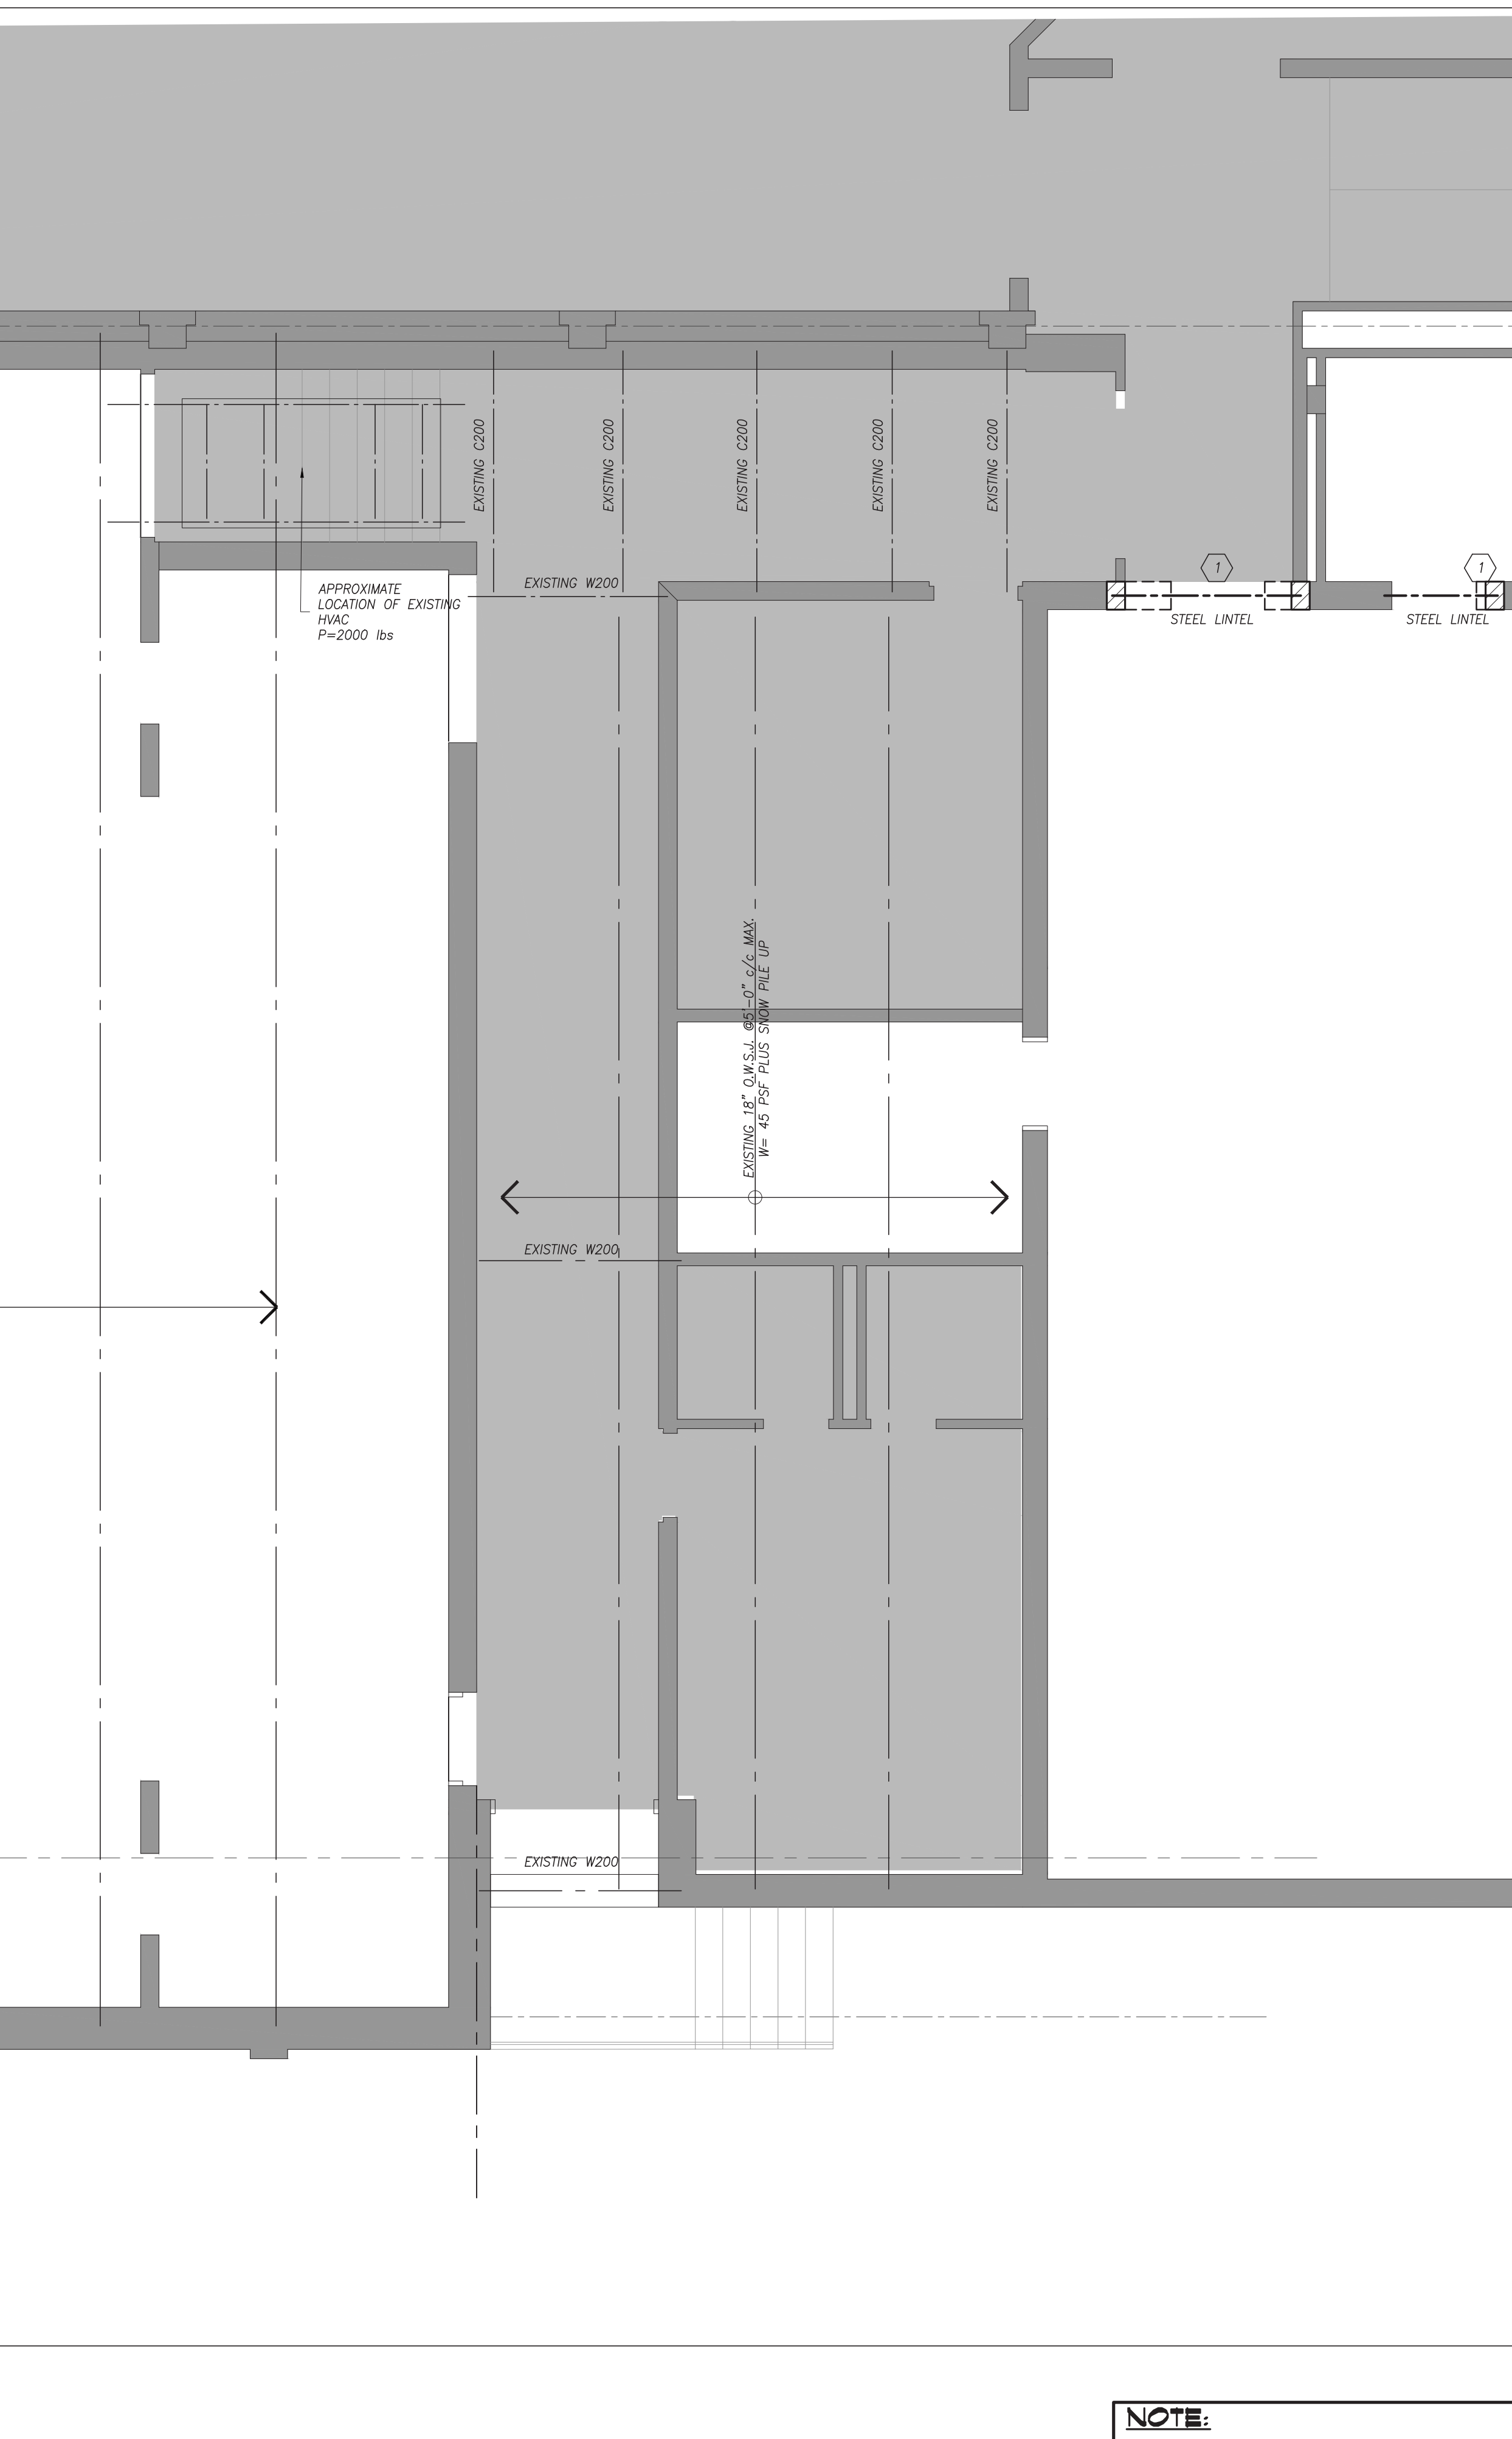 EXISTING C200
EXISTING C200
EXISTING C200
EXISTING C200
EXISTING C200
APPROXIMATE
LOCATION OF EXISTING
HVAC
P=2000 lbs
EXISTING W200
1
1
STEEL LINTEL
STEEL LINTEL
EXISTING 18" O.W.S.J. @5'-0" c/c MAX.
W= 45 PSF PLUS SNOW PILE UP
EXISTING W200
EXISTING W200
NOTE: